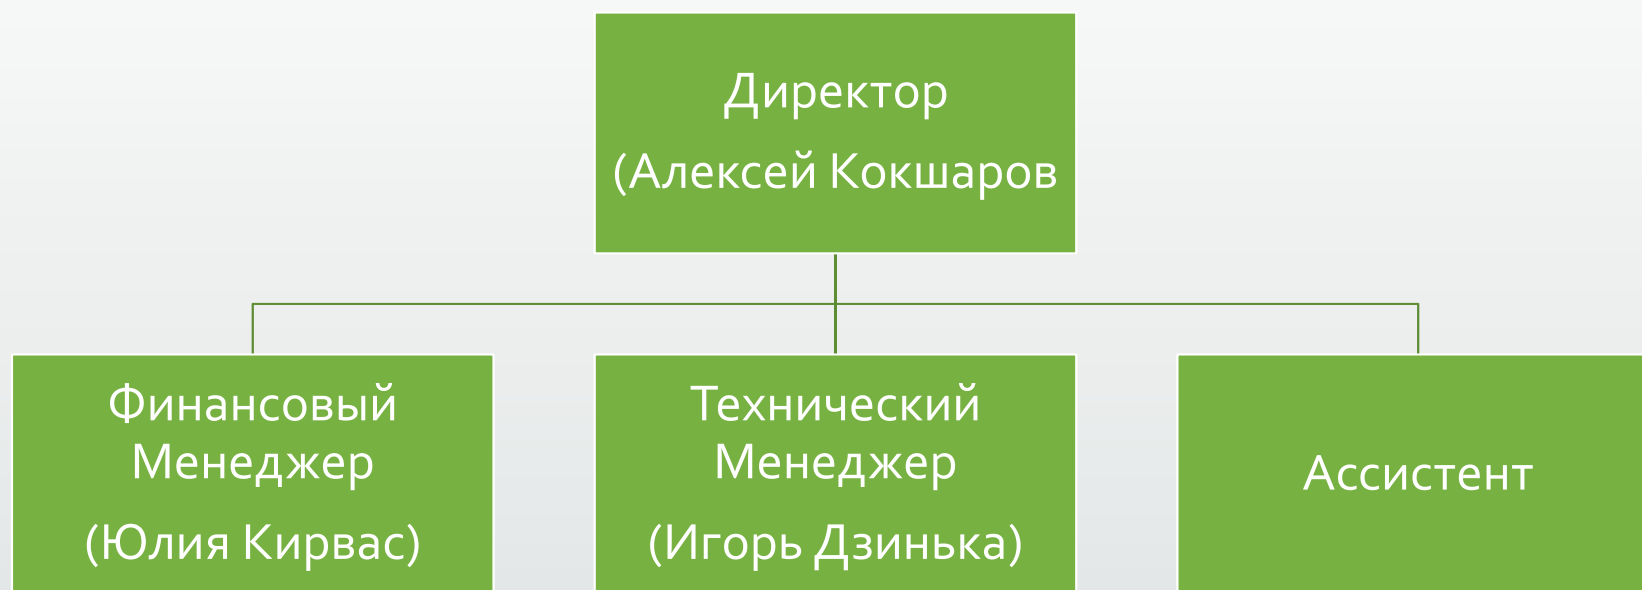 Директор
(Алексей Кокшаров
Финансовый
Менеджер
(Юлия Кирвас)
Технический
Менеджер
(Игорь Дзинька)
Ассистент